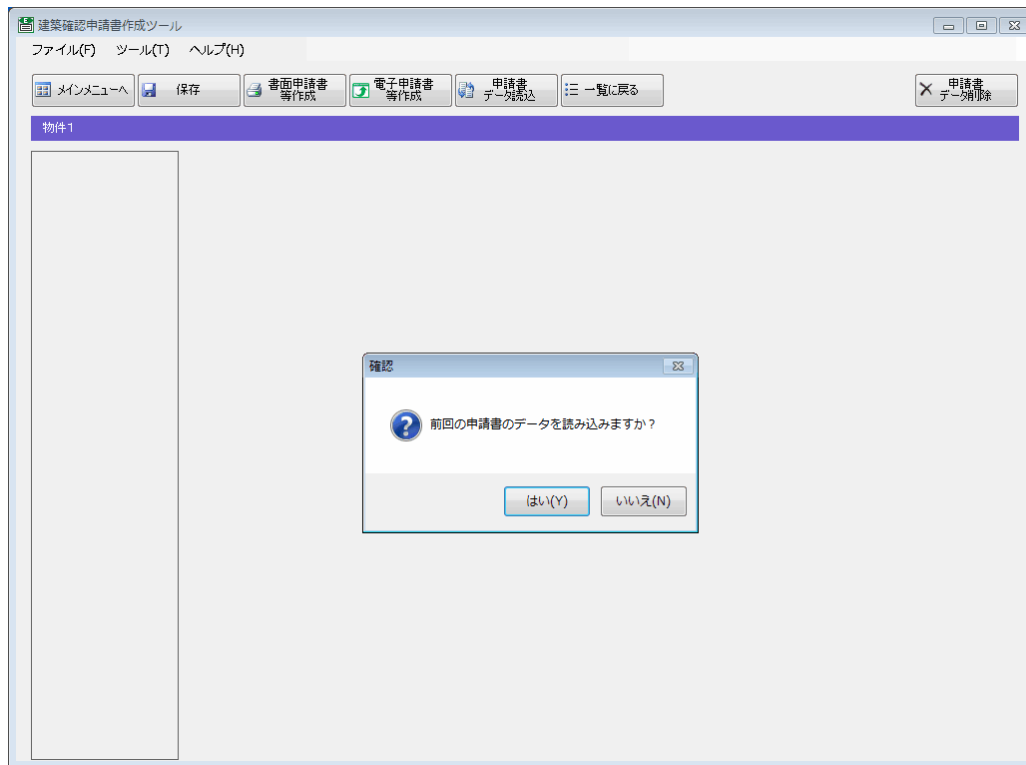 建築確認申請書作成ツール
ファイル(F) ツール(T) ヘルプ(H)
メインメニューへ
保存
書面申請書
等作成
電子申請書
等作成
申請書
データ読込
一覧に戻る
申請書
データ削除
物件1
確認
前回の申請書のデータを読み込みますか？
はい(Y) いいえ(N)